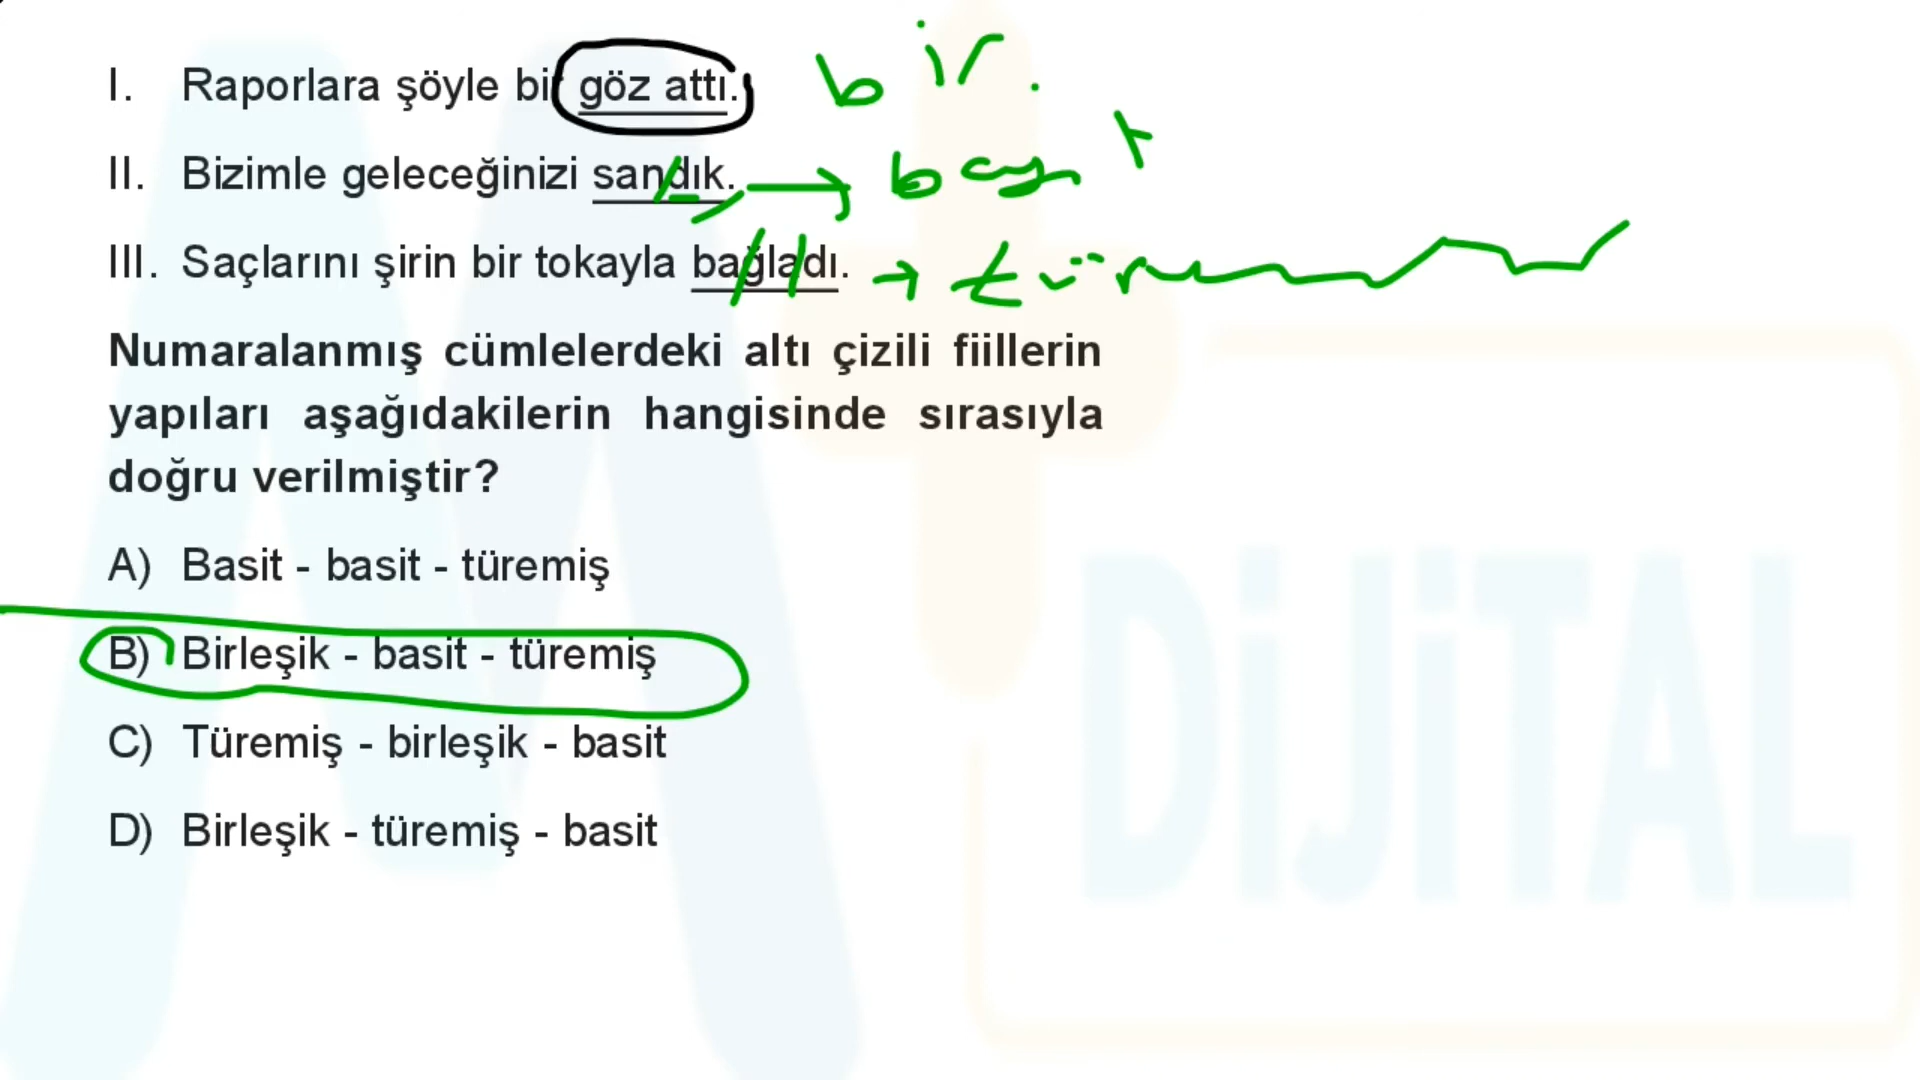 I. Raporlara şöyle bir göz attı. bir.
II. Bizimle geleceğinizi sandık. →
III. Saçlarını şirin bir tokayla bağladı. → tür
Numaralanmış cümlelerdeki altı çizili fiillerin
yapıları aşağıdakilerin hangisinde sırasıyla
doğru verilmiştir?
A) Basit - basit - türemiş
B) Birleşik - basit - türemiş
C) Türemiş - birleşik - basit
D) Birleşik - türemiş - basit
DİJİTAL